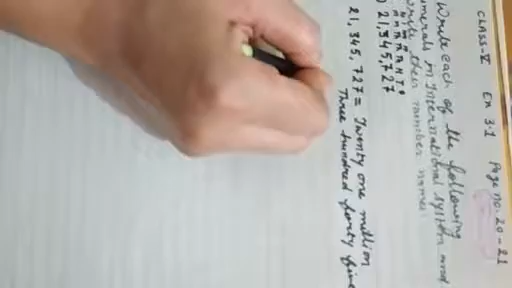 CLASS-V Ex 3.1 Page no. 20-21
Write each of the following
numerals in International system and
write their number names.
21,345,727
21, 345, 727 = Twenty one million
Three hundred forty five